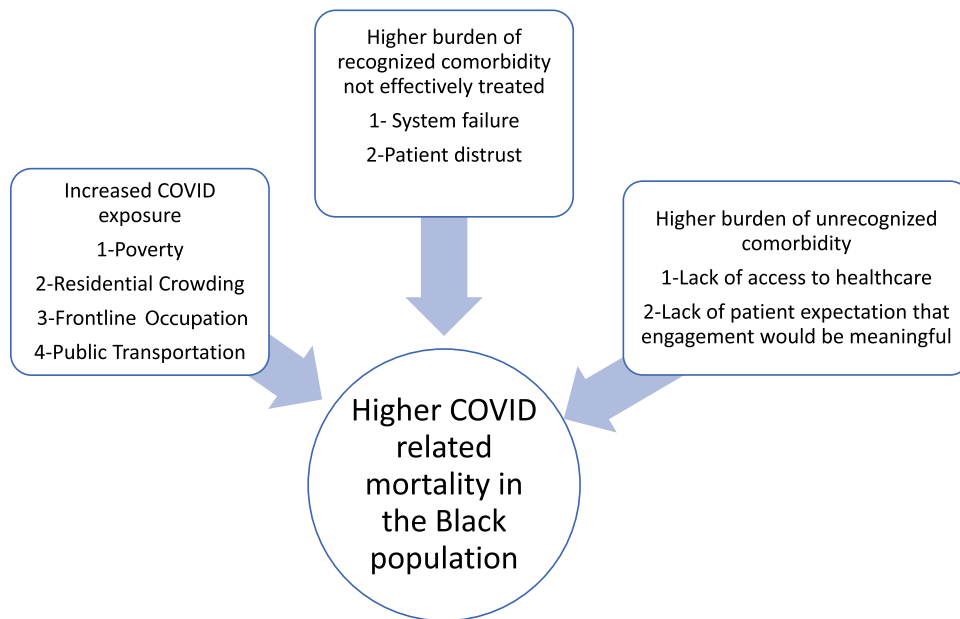 Higher burden of
recognized comorbidity
not effectively treated
1- System failure
2-Patient distrust
Increased COVID
exposure
1-Poverty
2-Residential Crowding
3-Frontline Occupation
4-Public Transportation
Higher burden of unrecognized
comorbidity
1-Lack of access to healthcare
2-Lack of patient expectation that
engagement would be meaningful
Higher COVID
related
mortality in
the Black
population